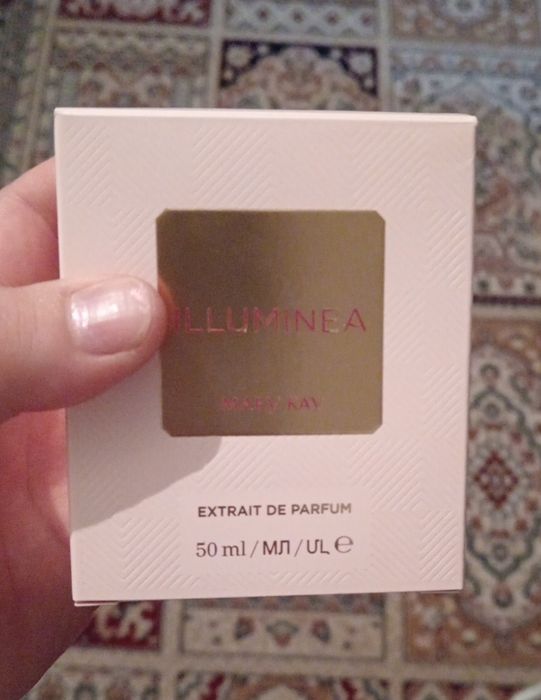 ILLUMINEA
MARY KAY
EXTRAIT DE PARFUM
50 ml/МЛ/ՄԼ ℮